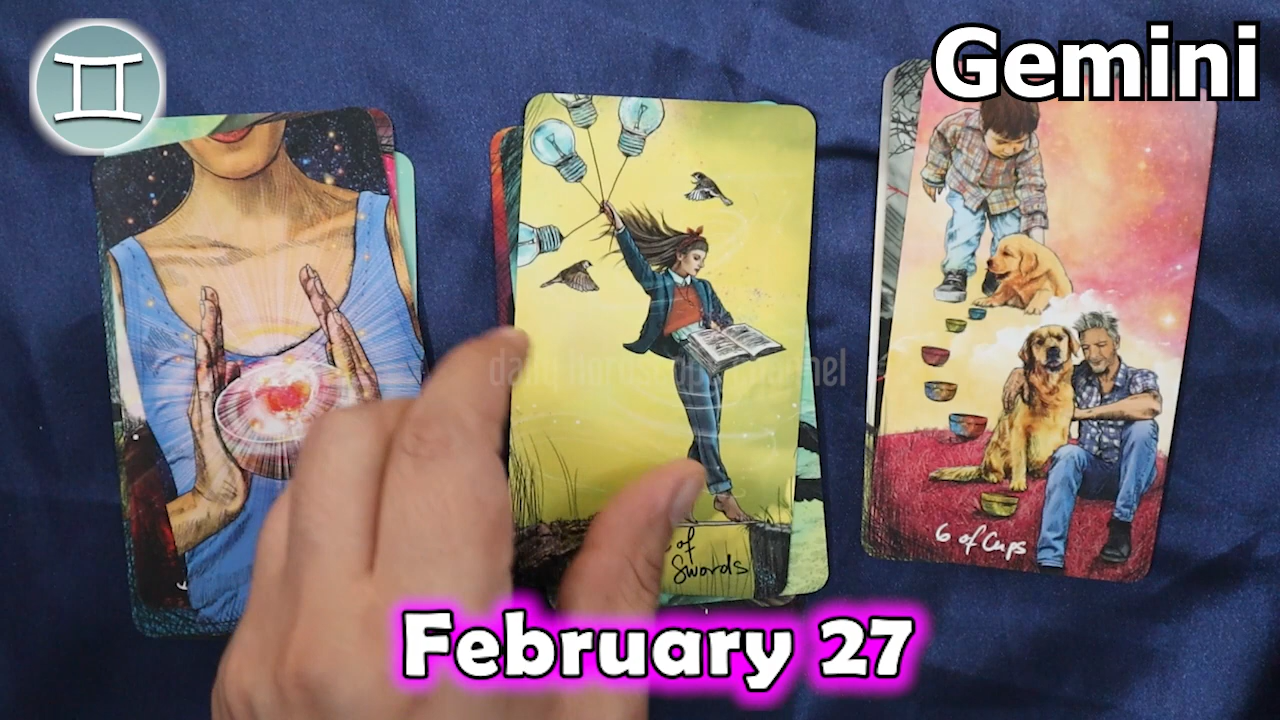 Gemini
6 of Cups
of
Swords
February 27